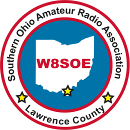 Southern Ohio Amateur Radio Association
W8SOE
Lawrence County